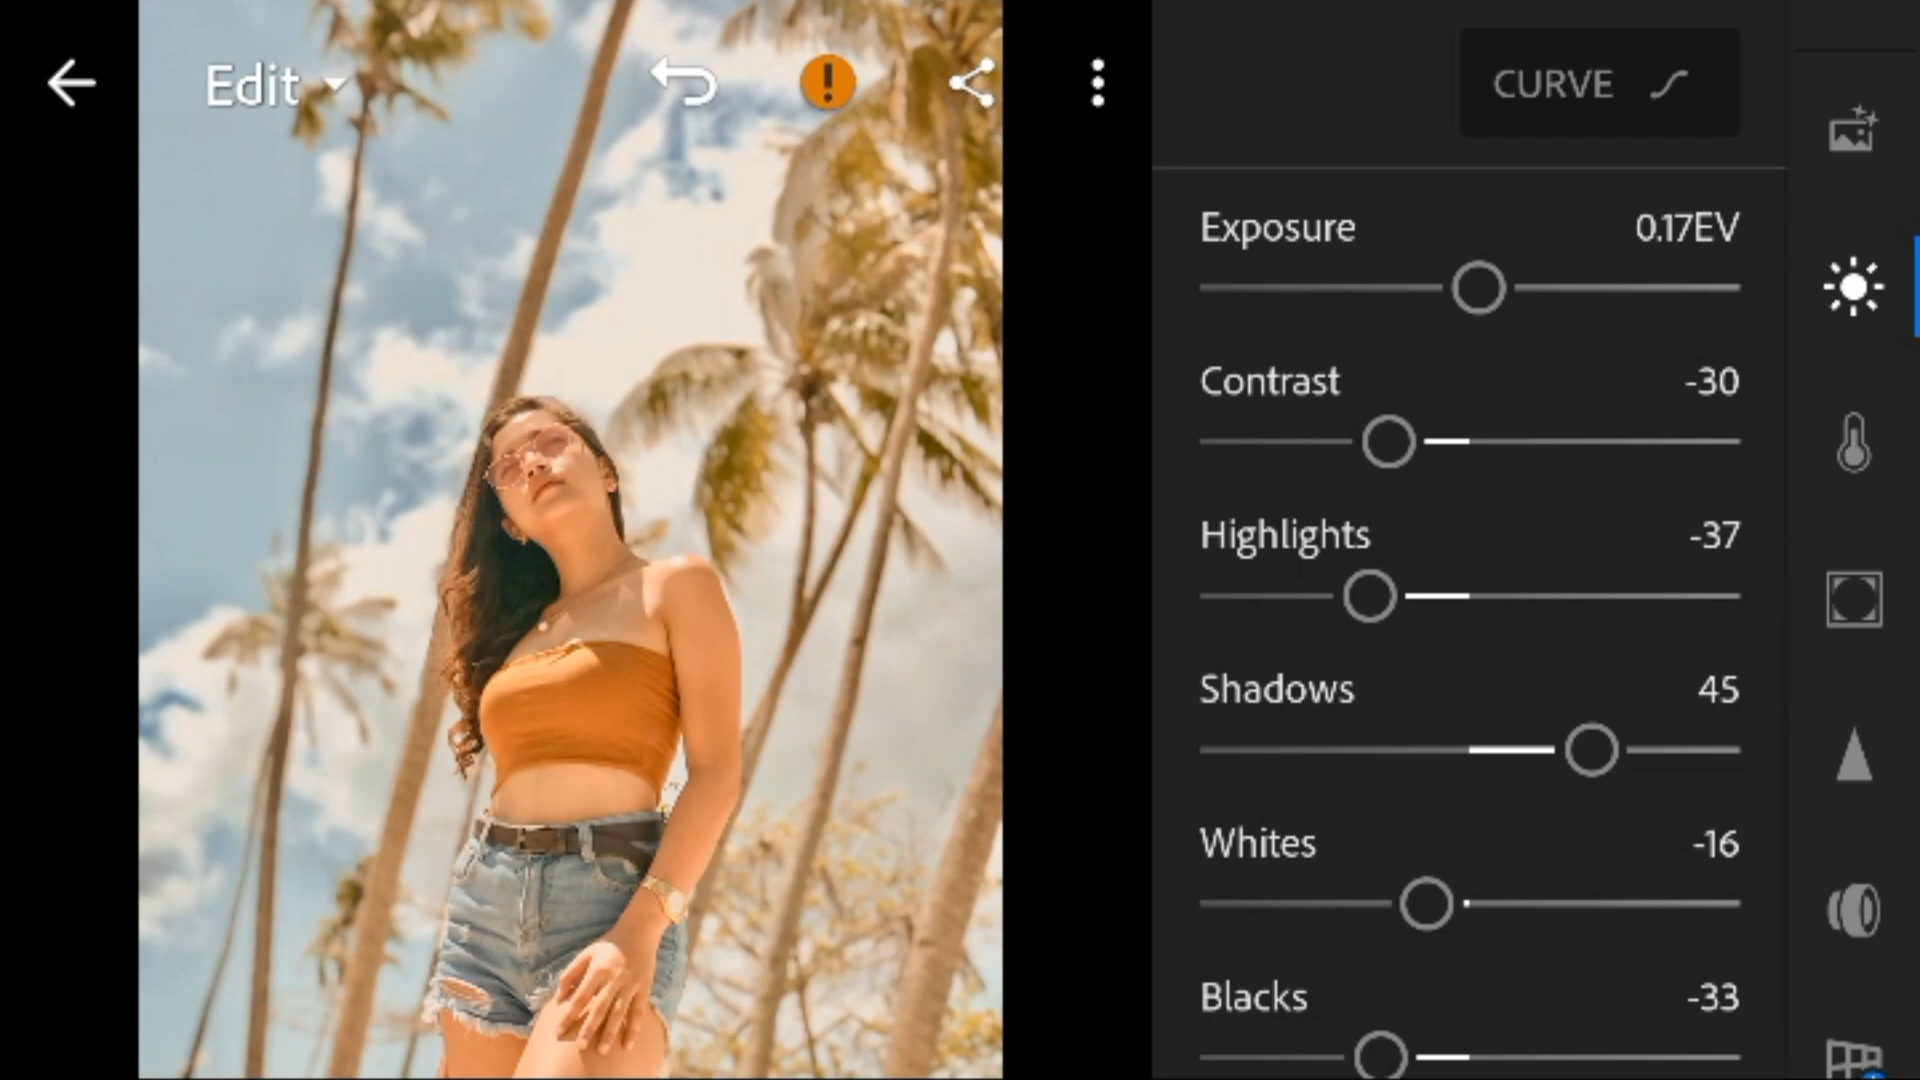 Edit
!
CURVE
Exposure 0.17EV
Contrast -30
Highlights -37
Shadows 45
Whites -16
Blacks -33